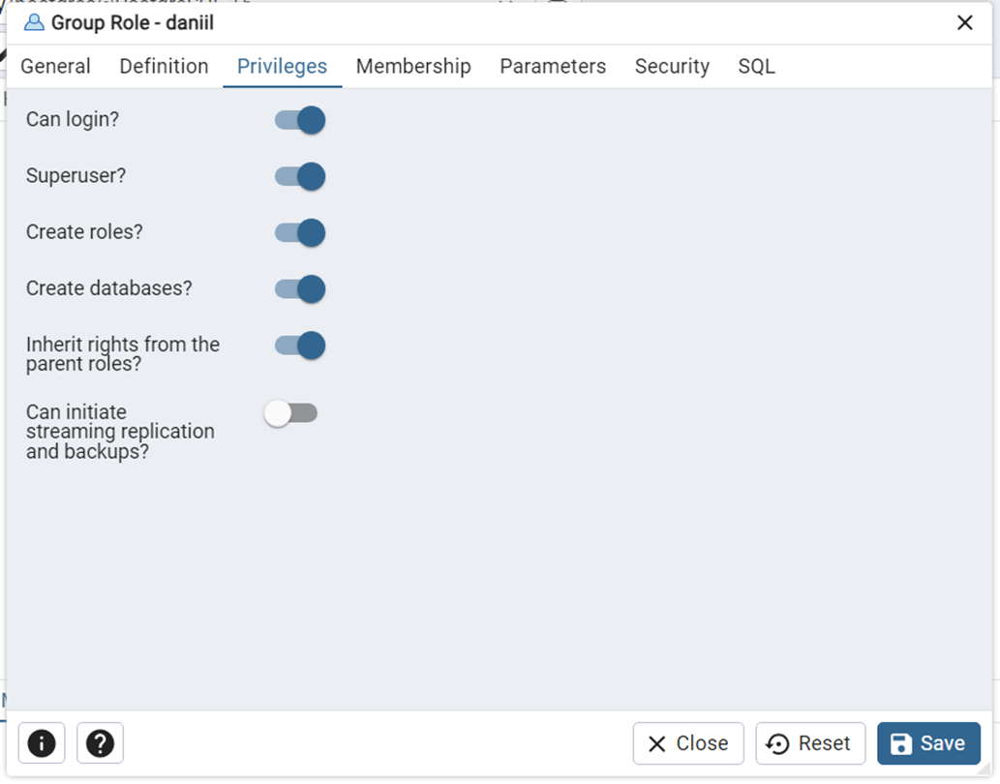 Group Role - daniil
General Definition Privileges Membership Parameters Security SQL
Can login?
Superuser?
Create roles?
Create databases?
Inherit rights from the
parent roles?
Can initiate
streaming replication
and backups?
Close Reset Save